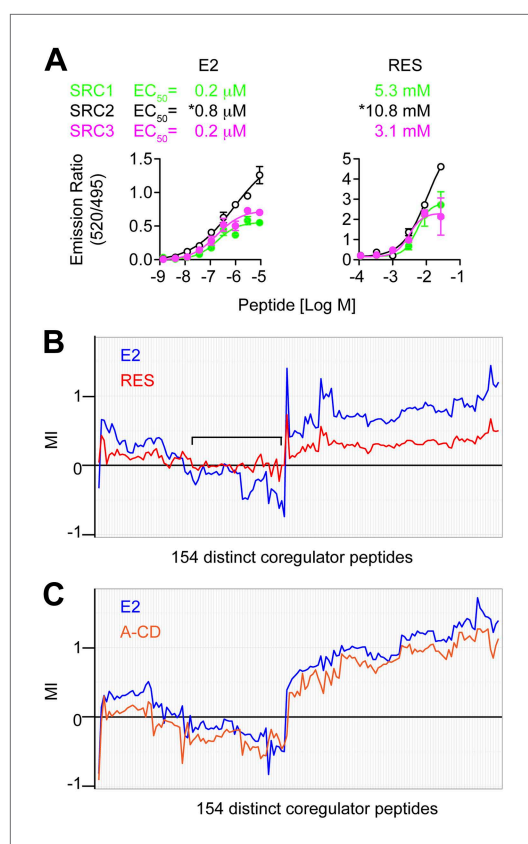 A
E2 RES
SRC1 EC50= 0.2 μM 5.3 mM
SRC2 EC50= *0.8 μM *10.8 mM
SRC3 EC50= 0.2 μM 3.1 mM
Emission Ratio
(520/495)
1.5
1.0
0.5
0.0
-9 -8 -7 -6 -5
5
4
3
2
1
0
-4 -3 -2 -1
Peptide [Log M]
B
E2
RES
MI
1
0
-1
154 distinct coregulator peptides
C
E2
A-CD
MI
1
0
-1
154 distinct coregulator peptides